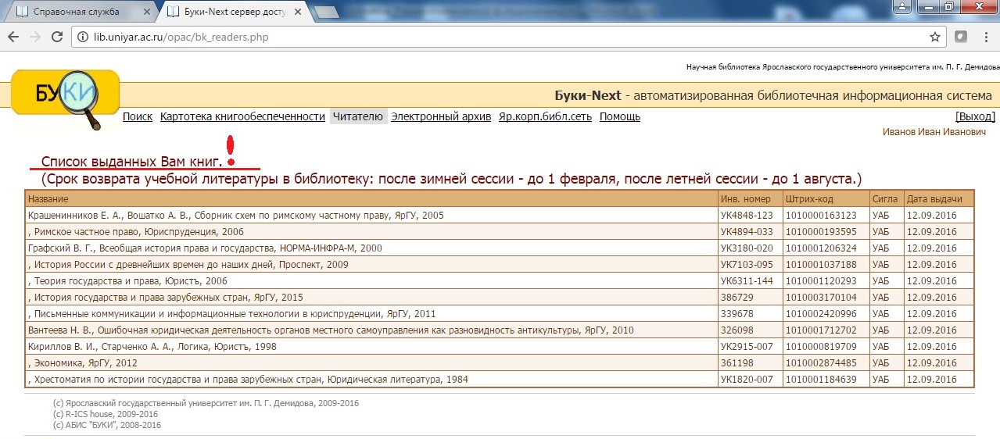 Справочная служба
Буки-Next сервер досту
lib.uniyar.ac.ru/opac/bk_readers.php
Научная библиотека Ярославского государственного университета им. П. Г. Демидова
БУКИ
Буки-Next - автоматизированная библиотечная информационная система
Поиск Картотека книгообеспеченности Читателю Электронный архив Яр.корп.библ.сеть Помощь [Выход]
Иванов Иван Иванович
Список выданных Вам книг. !
(Срок возврата учебной литературы в библиотеку: после зимней сессии - до 1 февраля, после летней сессии - до 1 августа.)
Название Инв. номер Штрих-код Сигла Дата выдачи
Крашенинников Е. А., Вошатко А. В., Сборник схем по римскому частному праву, ЯрГУ, 2005 УК4848-123 1010000163123 УАБ 12.09.2016
, Римское частное право, Юриспруденция, 2006 УК4894-033 1010000193595 УАБ 12.09.2016
Графский В. Г., Всеобщая история права и государства, НОРМА-ИНФРА-М, 2000 УК3180-020 1010001206324 УАБ 12.09.2016
, История России с древнейших времен до наших дней, Проспект, 2009 УК7103-095 1010001037188 УАБ 12.09.2016
, Теория государства и права, Юристъ, 2006 УК6311-144 1010001120293 УАБ 12.09.2016
, История государства и права зарубежных стран, ЯрГУ, 2015 386729 1010003170104 УАБ 12.09.2016
, Письменные коммуникации и информационные технологии в юриспруденции, ЯрГУ, 2011 339678 1010002420996 УАБ 12.09.2016
Вантеева Н. В., Ошибочная юридическая деятельность органов местного самоуправления как разновидность антикультуры, ЯрГУ, 2010 326098 1010001712702 УАБ 12.09.2016
Кириллов В. И., Старченко А. А., Логика, Юристъ, 1998 УК2915-007 1010000819709 УАБ 12.09.2016
, Экономика, ЯрГУ, 2012 361198 1010002874485 УАБ 12.09.2016
, Хрестоматия по истории государства и права зарубежных стран, Юридическая литература, 1984 УК1820-007 1010001184639 УАБ 12.09.2016
(c) Ярославский государственный университет им. П. Г. Демидова, 2009-2016
(c) R-ICS house, 2009-2016
(c) АБИС "БУКИ", 2008-2016